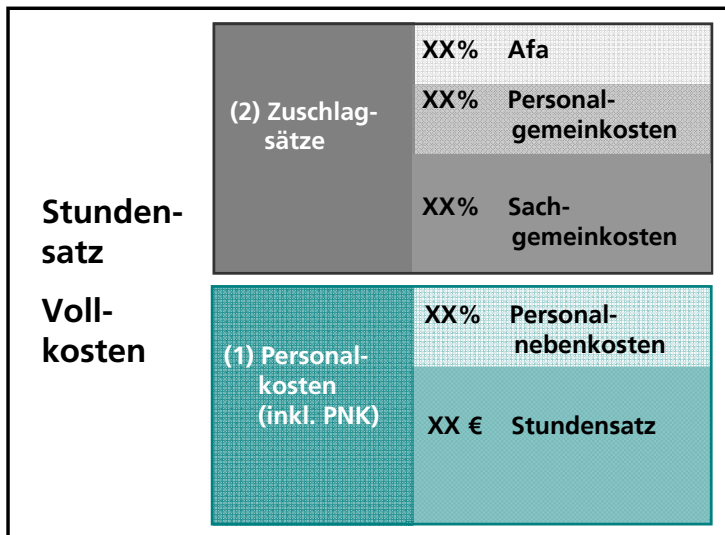 Stunden-
satz
Voll-
kosten
(2) Zuschlag-
sätze
XX% Afa
XX% Personal-
gemeinkosten
XX% Sach-
gemeinkosten
(1) Personal-
kosten
(inkl. PNK)
XX% Personal-
nebenkosten
XX € Stundensatz